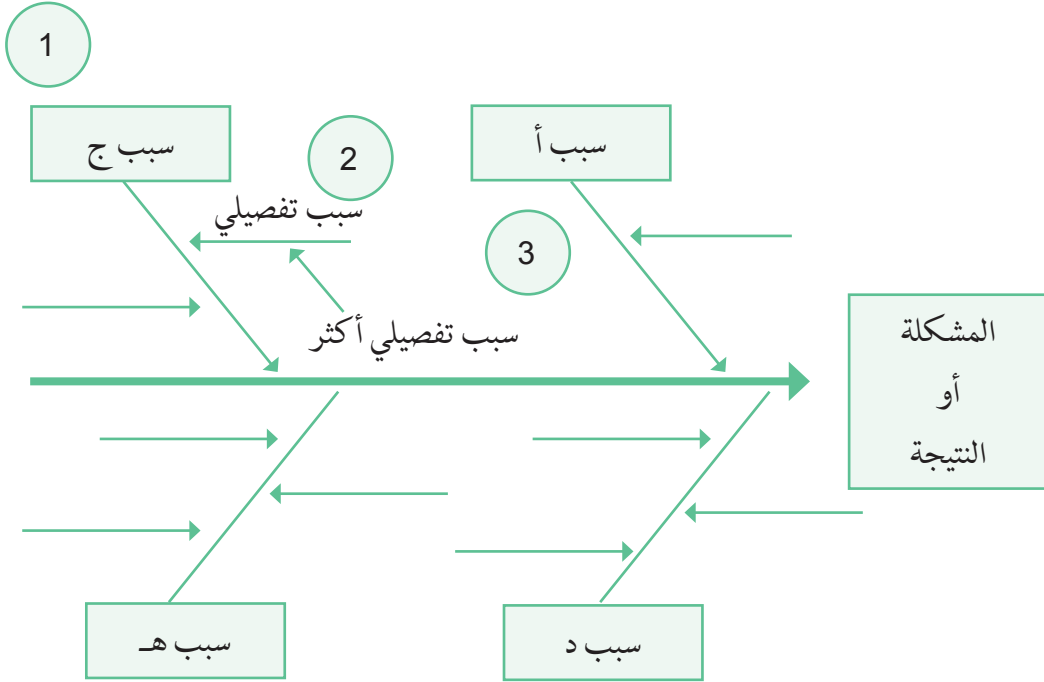 1
سبب أ
سبب ج
2
سبب تفصيلي
3
سبب تفصيلي أكثر
المشكلة
أو
النتيجة
سبب د
سبب هـ